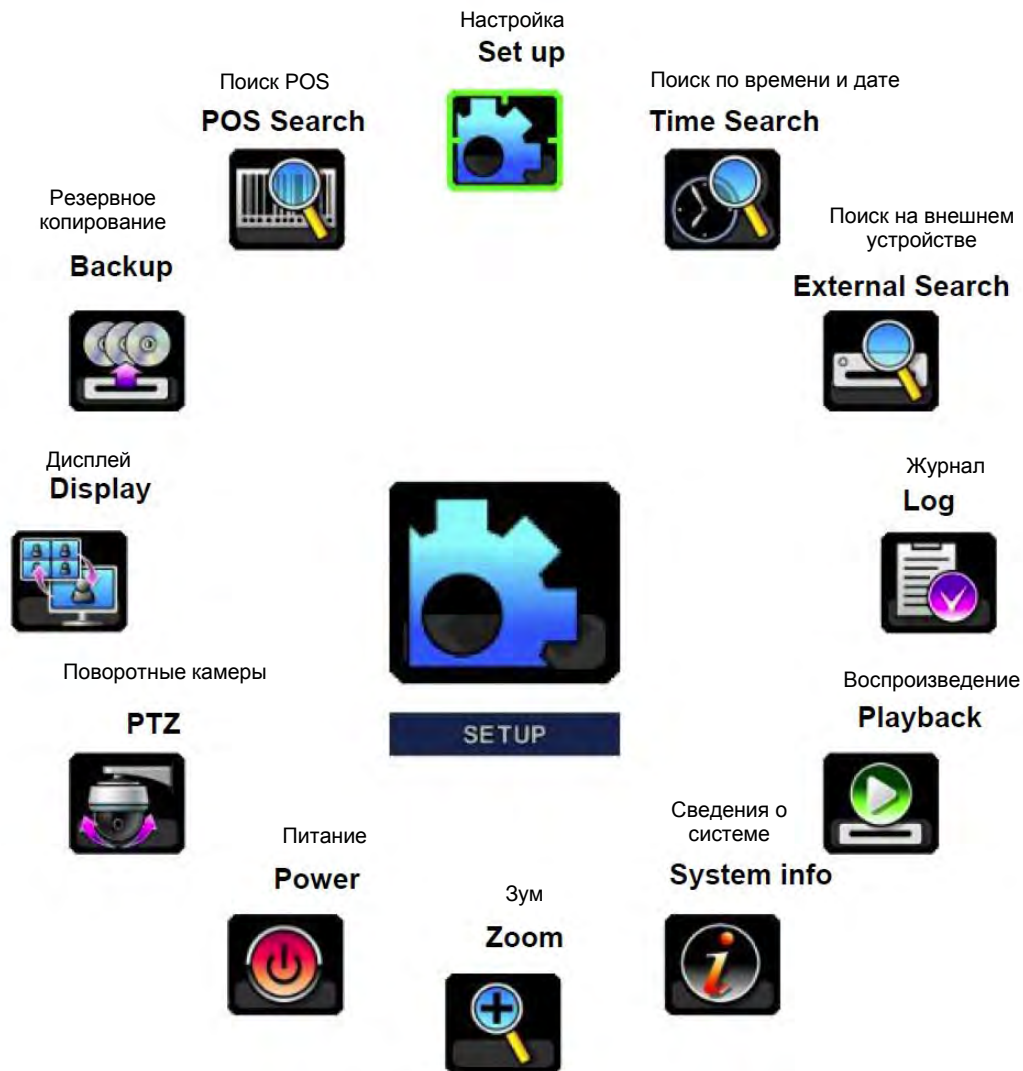 Настройка
Set up
Поиск POS
POS Search
Поиск по времени и дате
Time Search
Резервное
копирование
Backup
Поиск на внешнем
устройстве
External Search
Дисплей
Display
Журнал
Log
Поворотные камеры
PTZ
SETUP
Воспроизведение
Playback
Питание
Power
Зум
Zoom
Сведения о
системе
System info